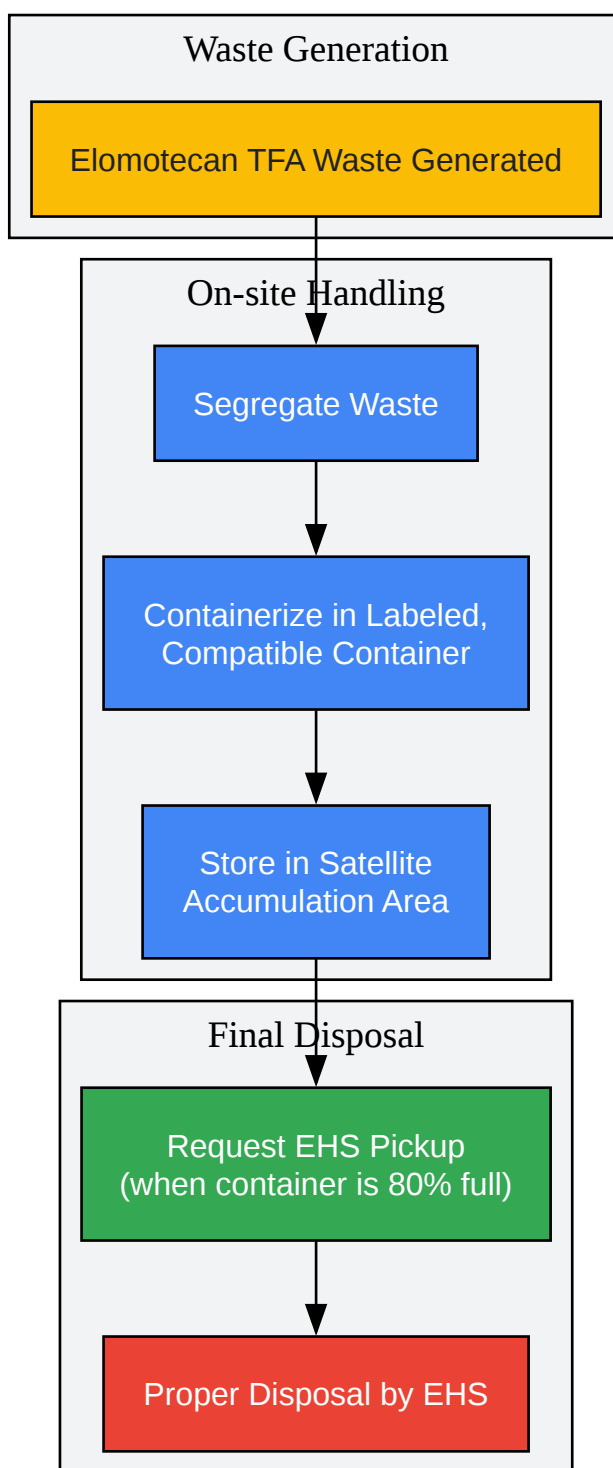 Waste Generation
Elomotecan TFA Waste Generated
On-site Handling
Segregate Waste
Containerize in Labeled,
Compatible Container
Store in Satellite
Accumulation Area
Final Disposal
Request EHS Pickup
(when container is 80% full)
Proper Disposal by EHS